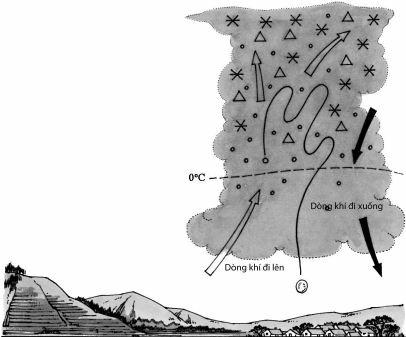 0°C
Dòng khí đi xuống
Dòng khí đi lên